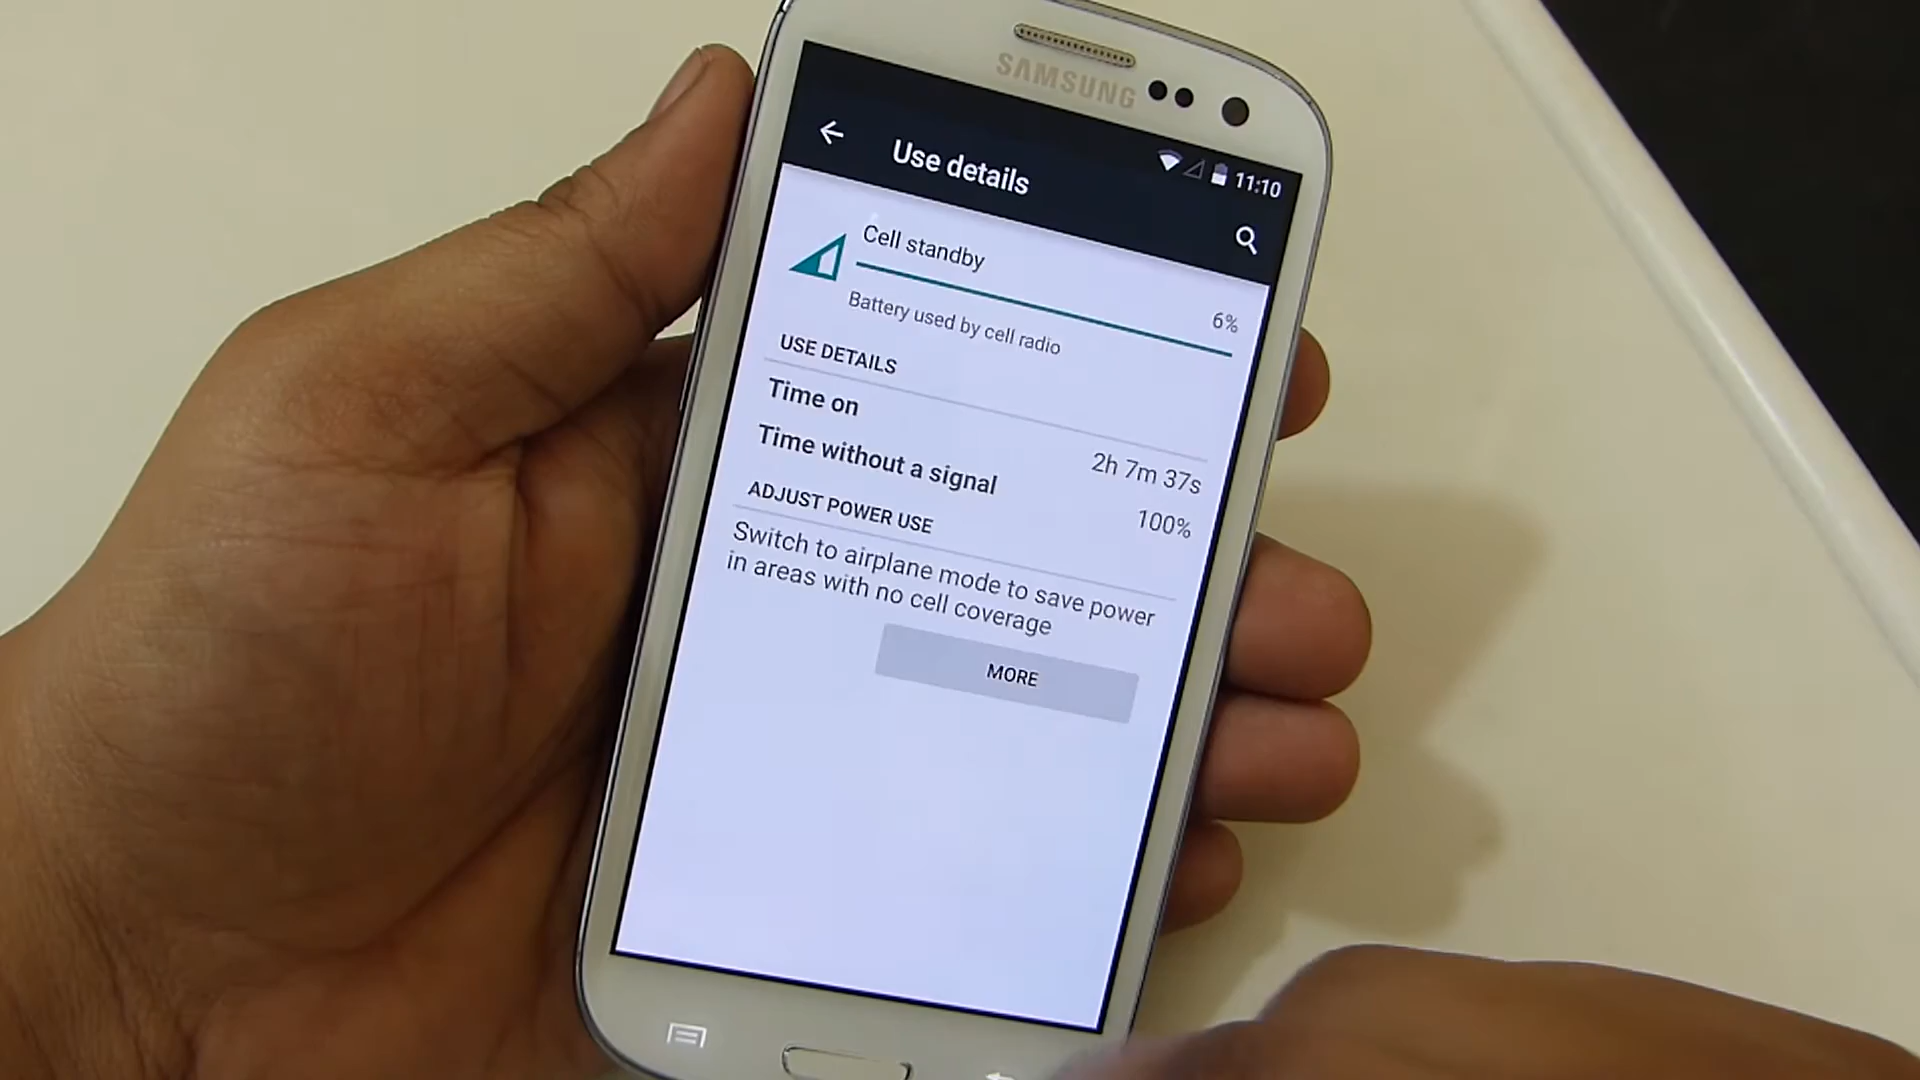 SAMSUNG
11:10
Use details
Cell standby
6%
Battery used by cell radio
USE DETAILS
Time on
2h 7m 37s
Time without a signal
100%
ADJUST POWER USE
Switch to airplane mode to save power
in areas with no cell coverage
MORE